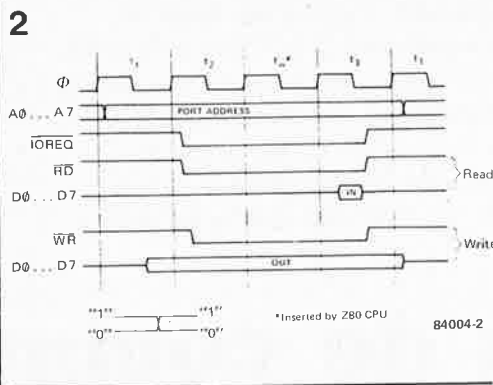 2
t1 t2 tw* t3 t1
Φ
A0 ... A7 PORT ADDRESS
IOREQ
RD
Read
D0 ... D7 IN
WR
Write
D0 ... D7 OUT
"1" "1"
"0" "0"
*Inserted by Z80 CPU
84004-2